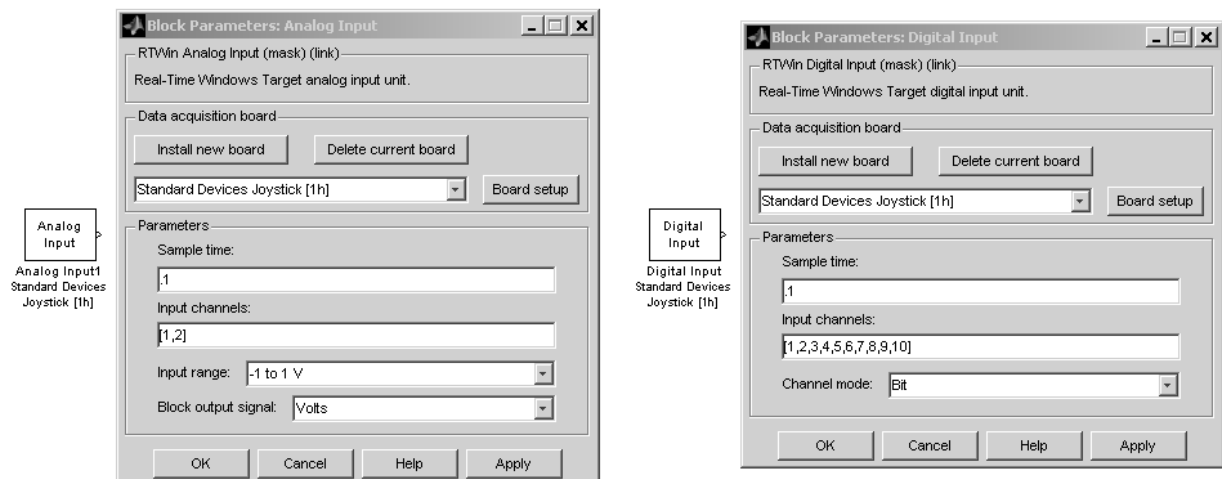 Analog
Input
Analog Input1
Standard Devices
Joystick [1h]
Block Parameters: Analog Input
RTWin Analog Input (mask) (link)
Real-Time Windows Target analog input unit.
Data acquisition board
Install new board
Delete current board
Standard Devices Joystick [1h]
Board setup
Parameters
Sample time:
.1
Input channels:
[1,2]
Input range:
-1 to 1 V
Block output signal:
Volts
OK
Cancel
Help
Apply
Digital
Input
Digital Input
Standard Devices
Joystick [1h]
Block Parameters: Digital Input
RTWin Digital Input (mask) (link)
Real-Time Windows Target digital input unit.
Data acquisition board
Install new board
Delete current board
Standard Devices Joystick [1h]
Board setup
Parameters
Sample time:
.1
Input channels:
[1,2,3,4,5,6,7,8,9,10]
Channel mode:
Bit
OK
Cancel
Help
Apply